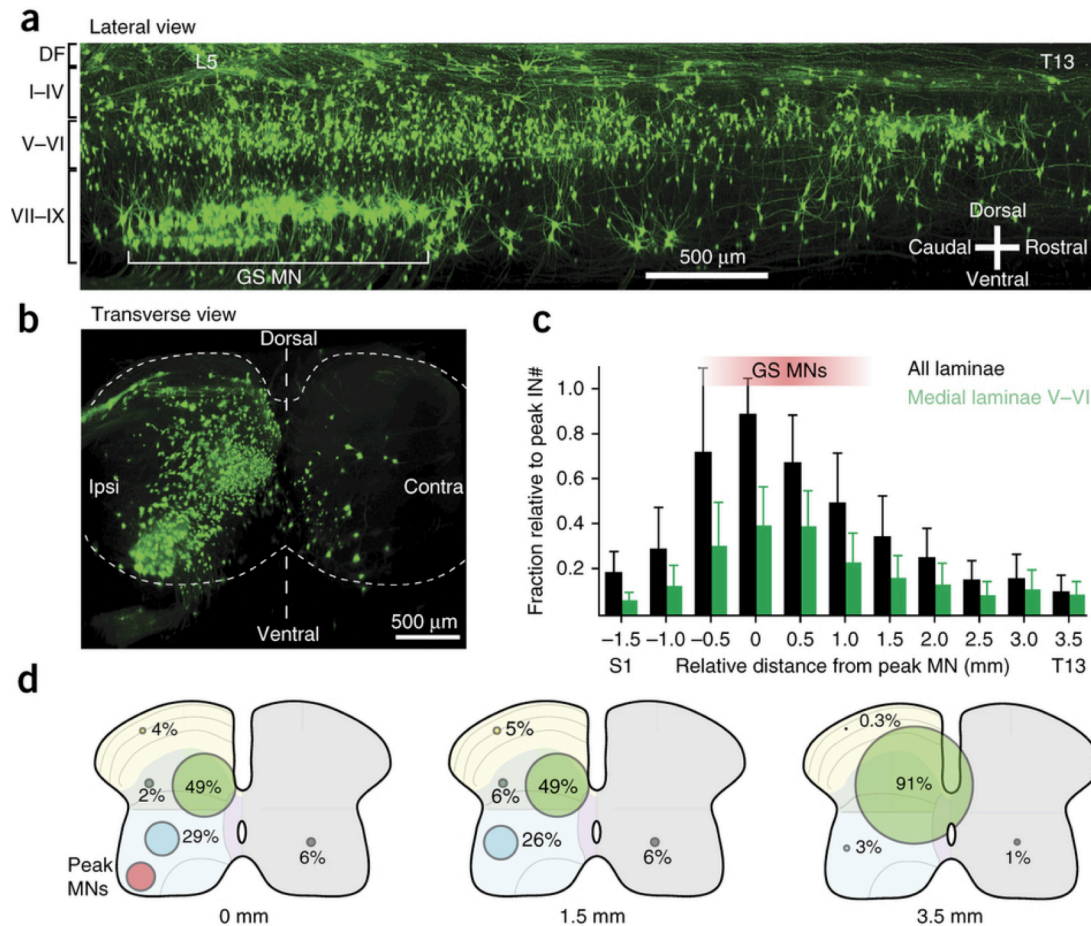 a
Lateral view
DF
I–IV
V–VI
VII–IX
L5
T13
GS MN
500 μm
Dorsal
Caudal
Rostral
Ventral
b
Transverse view
Dorsal
Ipsi
Contra
Ventral
500 μm
c
Fraction relative to peak IN#
1.0
0.8
0.6
0.4
0.2
GS MNs
All laminae
Medial laminae V–VI
–1.5 –1.0 –0.5 0 0.5 1.0 1.5 2.0 2.5 3.0 3.5
S1 Relative distance from peak MN (mm) T13
d
4%
49%
2%
29%
6%
Peak
MNs
0 mm
5%
49%
6%
26%
6%
1.5 mm
0.3%
91%
3%
1%
3.5 mm